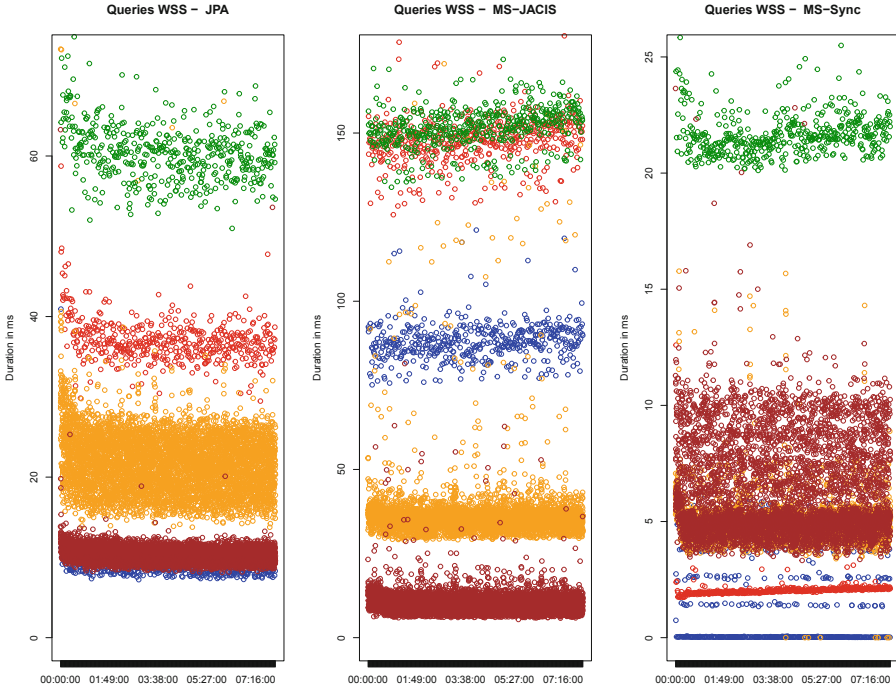 Queries WSS − JPA
Duration in ms
60
40
20
0
00:00:00 01:49:00 03:38:00 05:27:00 07:16:00
Queries WSS − MS−JACIS
Duration in ms
150
100
50
0
00:00:00 01:49:00 03:38:00 05:27:00 07:16:00
Queries WSS − MS−Sync
Duration in ms
25
20
15
10
5
0
00:00:00 01:49:00 03:38:00 05:27:00 07:16:00